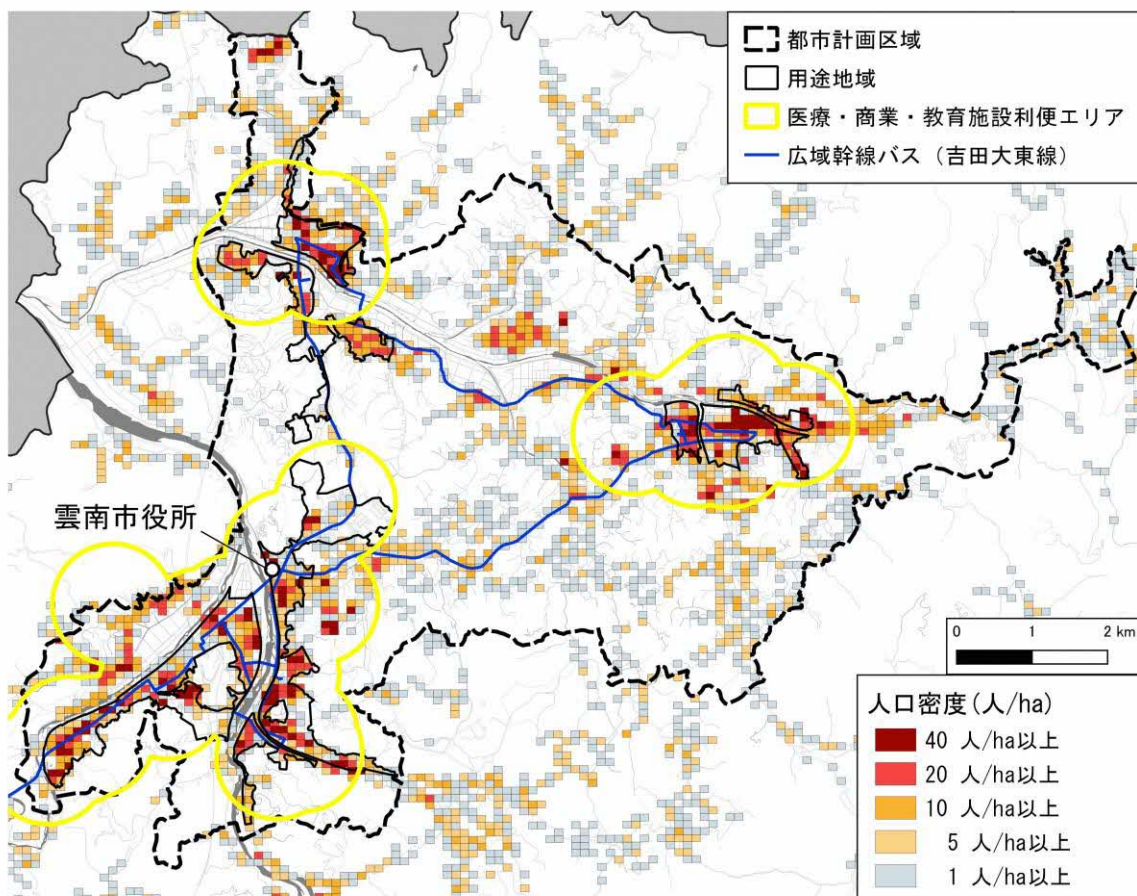 都市計画区域
用途地域
医療・商業・教育施設利便エリア
広域幹線バス（吉田大東線）
雲南市役所
0 1 2 km
人口密度(人/ha)
40 人/ha以上
20 人/ha以上
10 人/ha以上
5 人/ha以上
1 人/ha以上